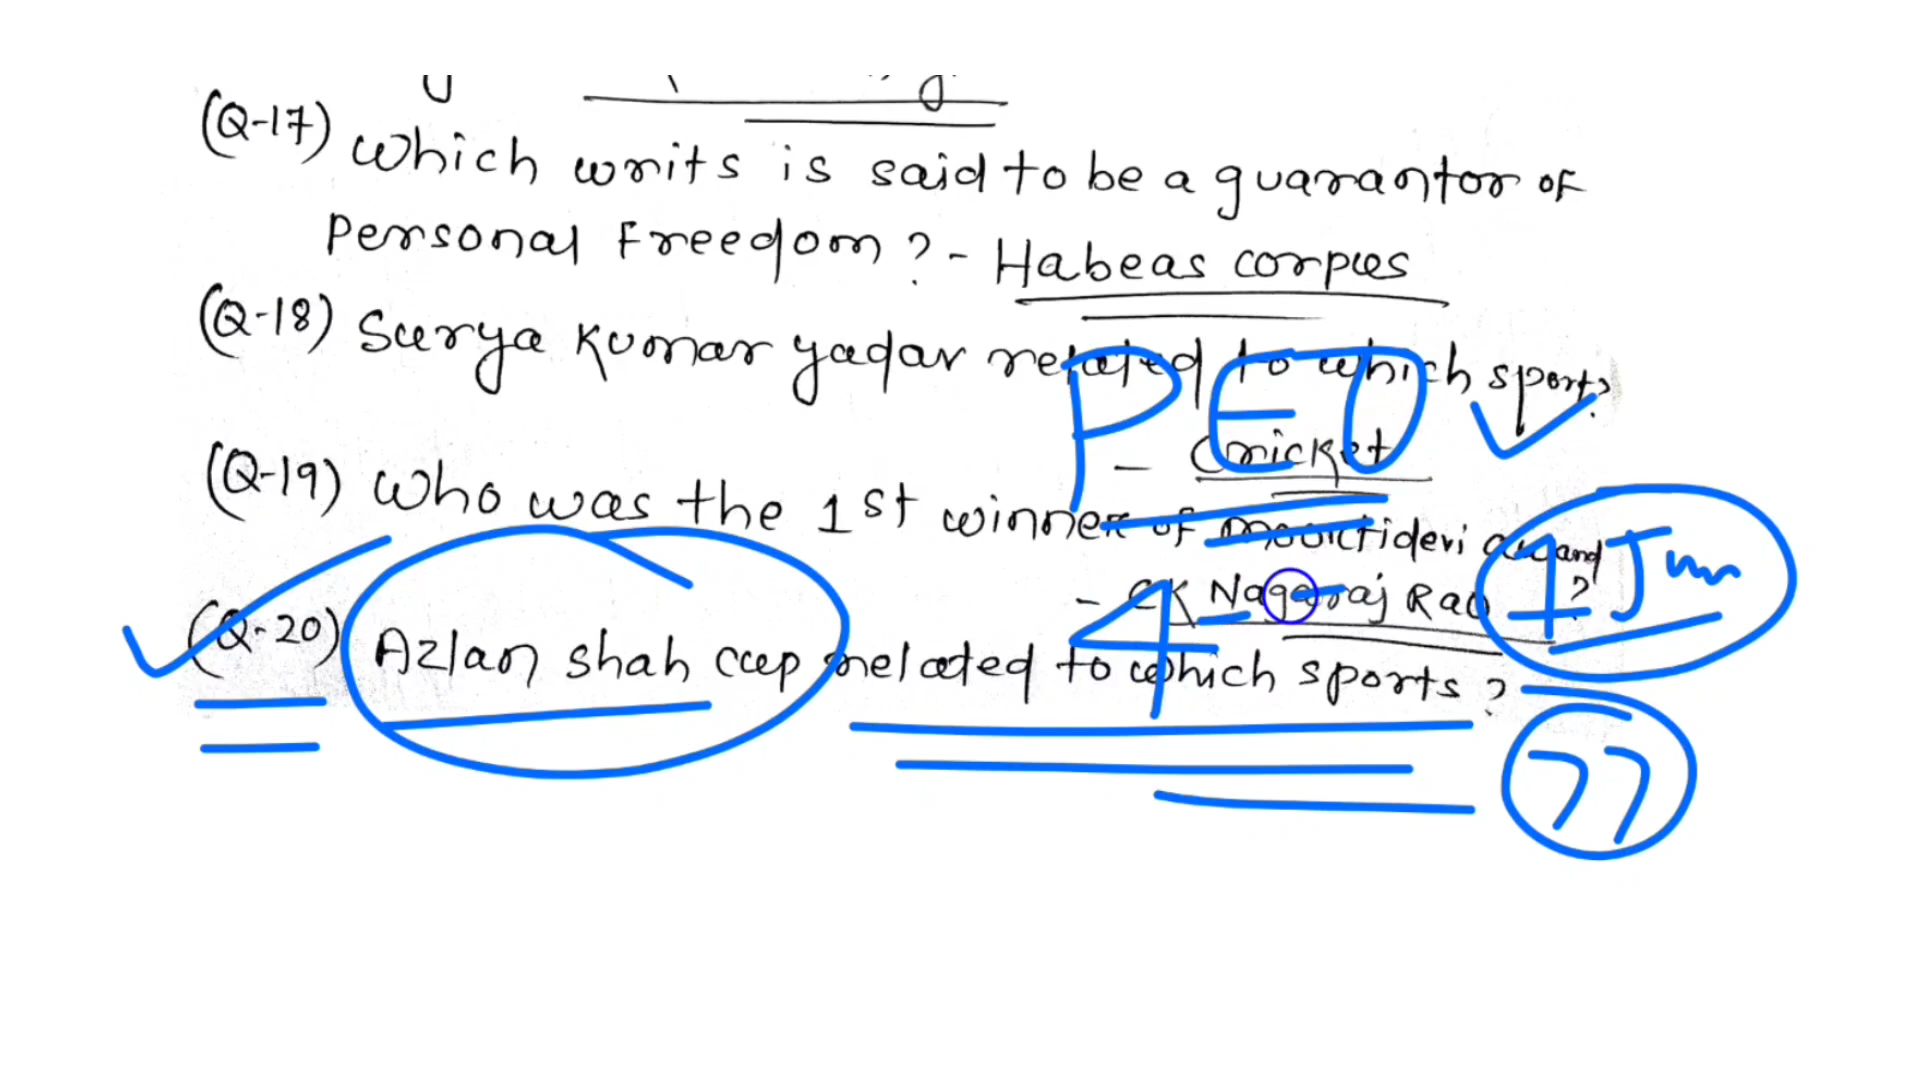 (Q-17) Which writs is said to be a guarantor of
Personal Freedom? - Habeas corpus
(Q-18) Surya Kumar yadav related to which sport?
- Cricket
PEO
(Q-19) Who was the 1st winner of moortidevi award
- CK Nagaraj Rao ?
1 Jun
4
(Q-20) Azlan shah cup related to which sports?
77